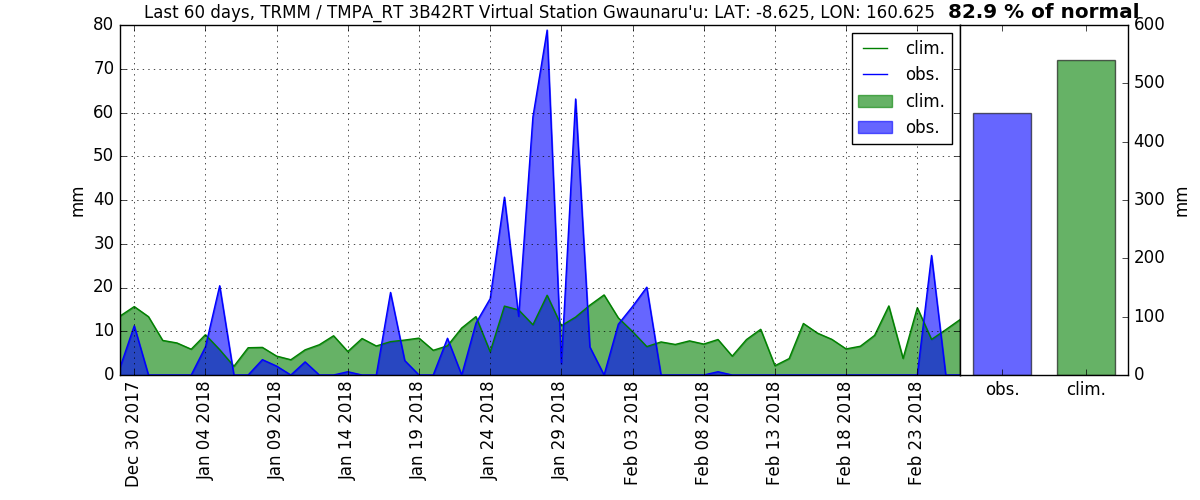 Last 60 days, TRMM / TMPA_RT 3B42RT Virtual Station Gwaunaru'u: LAT: -8.625, LON: 160.625
82.9 % of normal
80
70
60
50
40
30
20
10
0
mm
clim.
obs.
clim.
obs.
Dec 30 2017
Jan 04 2018
Jan 09 2018
Jan 14 2018
Jan 19 2018
Jan 24 2018
Jan 29 2018
Feb 03 2018
Feb 08 2018
Feb 13 2018
Feb 18 2018
Feb 23 2018
600
500
400
300
200
100
0
mm
obs.
clim.